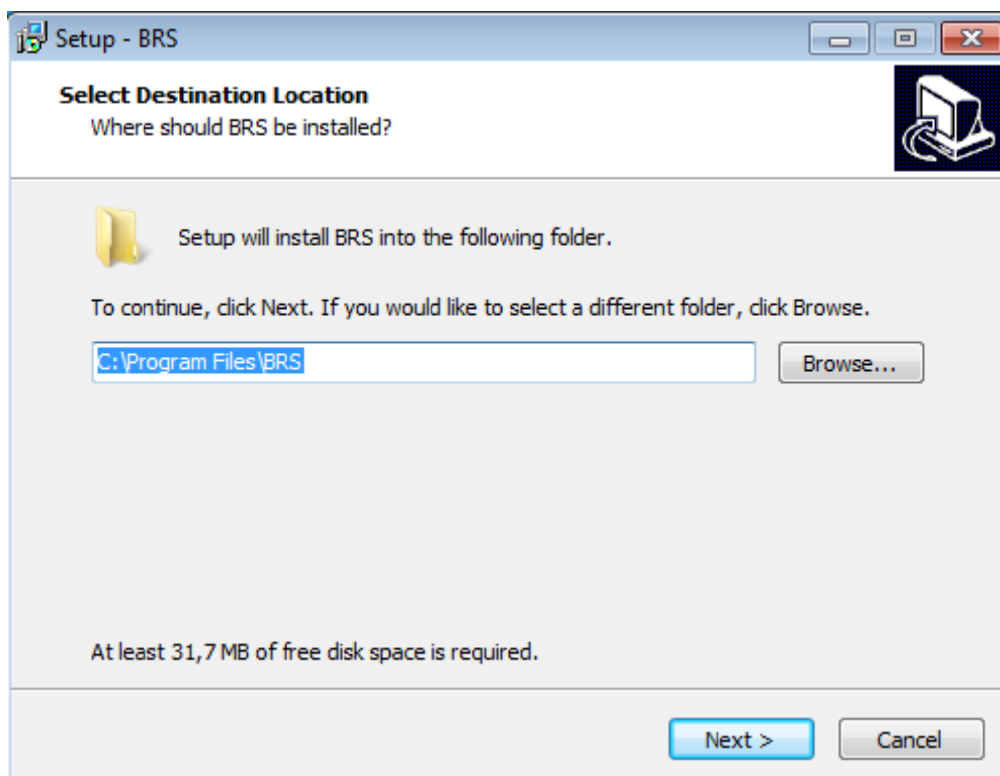 Setup - BRS
Select Destination Location
Where should BRS be installed?
Setup will install BRS into the following folder.
To continue, click Next. If you would like to select a different folder, click Browse.
C:\Program Files\BRS
Browse...
At least 31,7 MB of free disk space is required.
Next >
Cancel